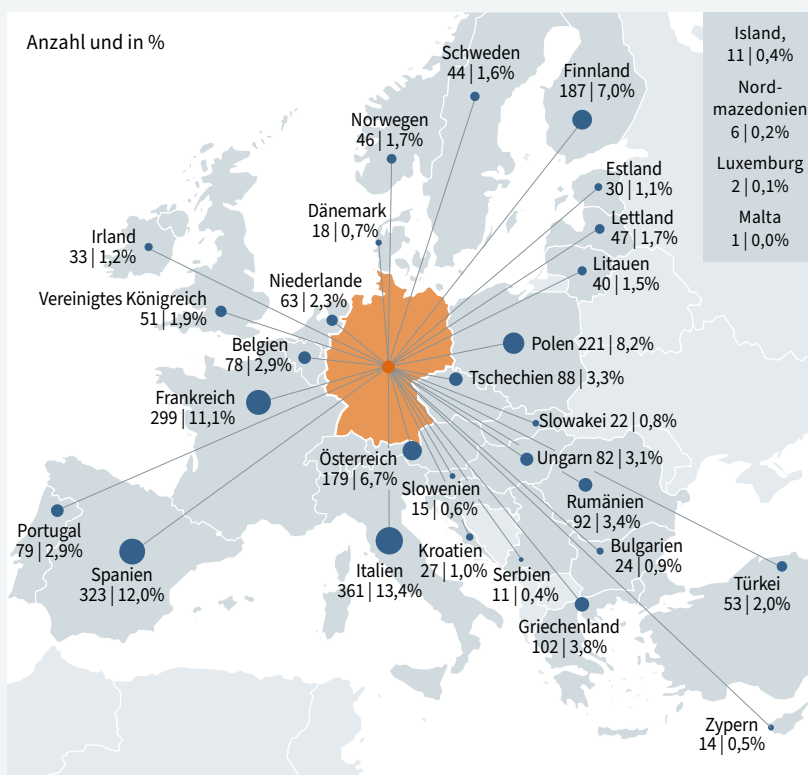 Anzahl und in %
Schweden
44 | 1,6%
Finnland
187 | 7,0%
Island,
11 | 0,4%
Nord-
mazedonien
6 | 0,2%
Luxemburg
2 | 0,1%
Malta
1 | 0,0%
Norwegen
46 | 1,7%
Estland
30 | 1,1%
Dänemark
18 | 0,7%
Lettland
47 | 1,7%
Irland
33 | 1,2%
Litauen
40 | 1,5%
Niederlande
63 | 2,3%
Vereinigtes Königreich
51 | 1,9%
Belgien
78 | 2,9%
Polen 221 | 8,2%
Tschechien 88 | 3,3%
Frankreich
299 | 11,1%
Slowakei 22 | 0,8%
Österreich
179 | 6,7%
Ungarn 82 | 3,1%
Slowenien
15 | 0,6%
Rumänien
92 | 3,4%
Portugal
79 | 2,9%
Spanien
323 | 12,0%
Italien
361 | 13,4%
Kroatien
27 | 1,0%
Serbien
11 | 0,4%
Bulgarien
24 | 0,9%
Türkei
53 | 2,0%
Griechenland
102 | 3,8%
Zypern
14 | 0,5%